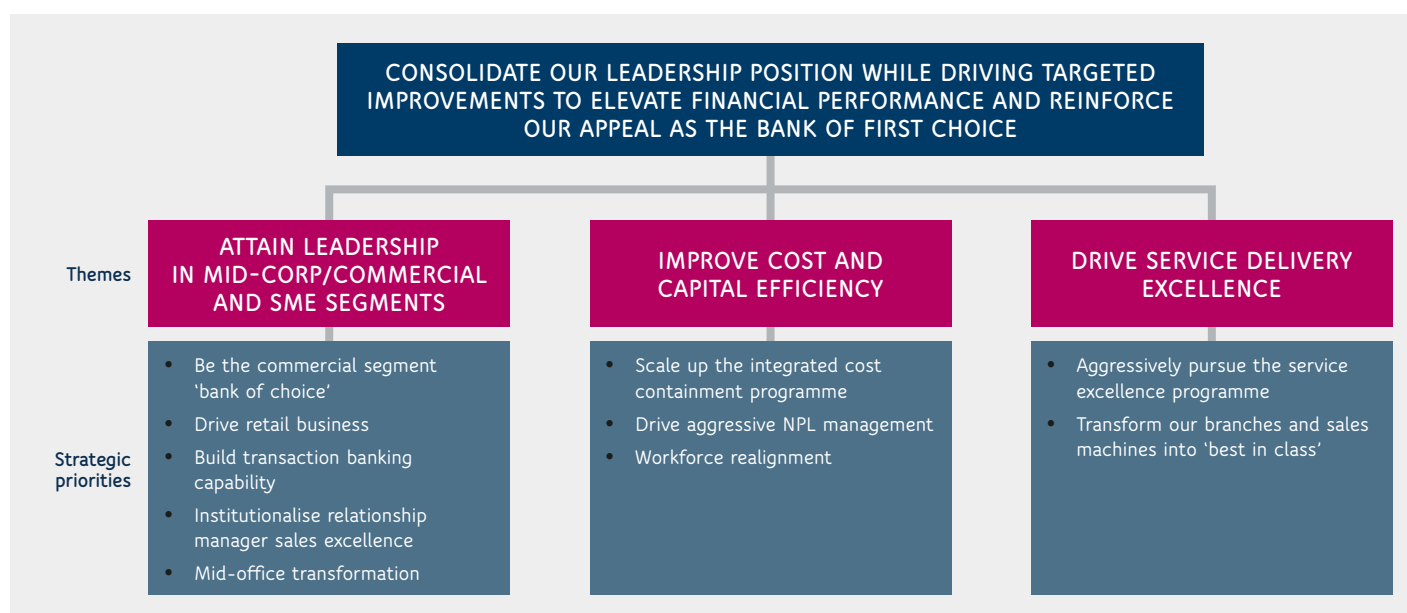 CONSOLIDATE OUR LEADERSHIP POSITION WHILE DRIVING TARGETED
IMPROVEMENTS TO ELEVATE FINANCIAL PERFORMANCE AND REINFORCE
OUR APPEAL AS THE BANK OF FIRST CHOICE
Themes
ATTAIN LEADERSHIP
IN MID-CORP/COMMERCIAL
AND SME SEGMENTS
IMPROVE COST AND
CAPITAL EFFICIENCY
DRIVE SERVICE DELIVERY
EXCELLENCE
Strategic
priorities
• Be the commercial segment
‘bank of choice’
• Drive retail business
• Build transaction banking
capability
• Institutionalise relationship
manager sales excellence
• Mid-office transformation
• Scale up the integrated cost
containment programme
• Drive aggressive NPL management
• Workforce realignment
• Aggressively pursue the service
excellence programme
• Transform our branches and sales
machines into ‘best in class’